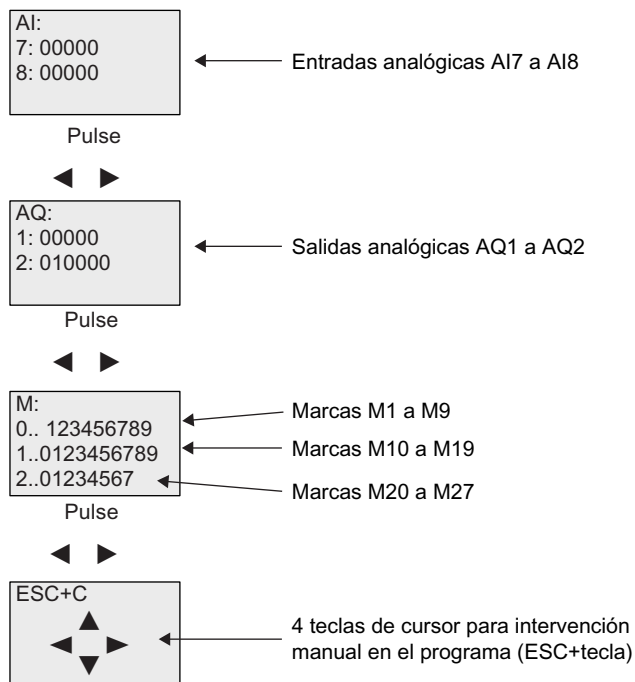 AI:
7: 00000
8: 00000
Entradas analógicas AI7 a AI8
Pulse
AQ:
1: 00000
2: 010000
Salidas analógicas AQ1 a AQ2
Pulse
M:
0.. 123456789
1..0123456789
2..01234567
Marcas M1 a M9
Marcas M10 a M19
Marcas M20 a M27
Pulse
ESC+C
4 teclas de cursor para intervención
manual en el programa (ESC+tecla)